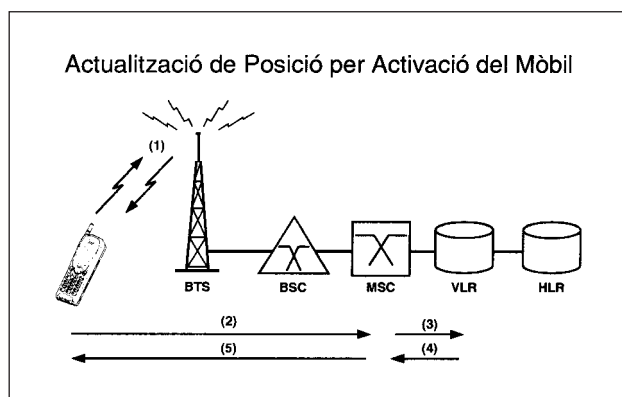 Actualització de Posició per Activació del Mòbil
(1)
BTS BSC MSC VLR HLR
(2) (3)
(5) (4)